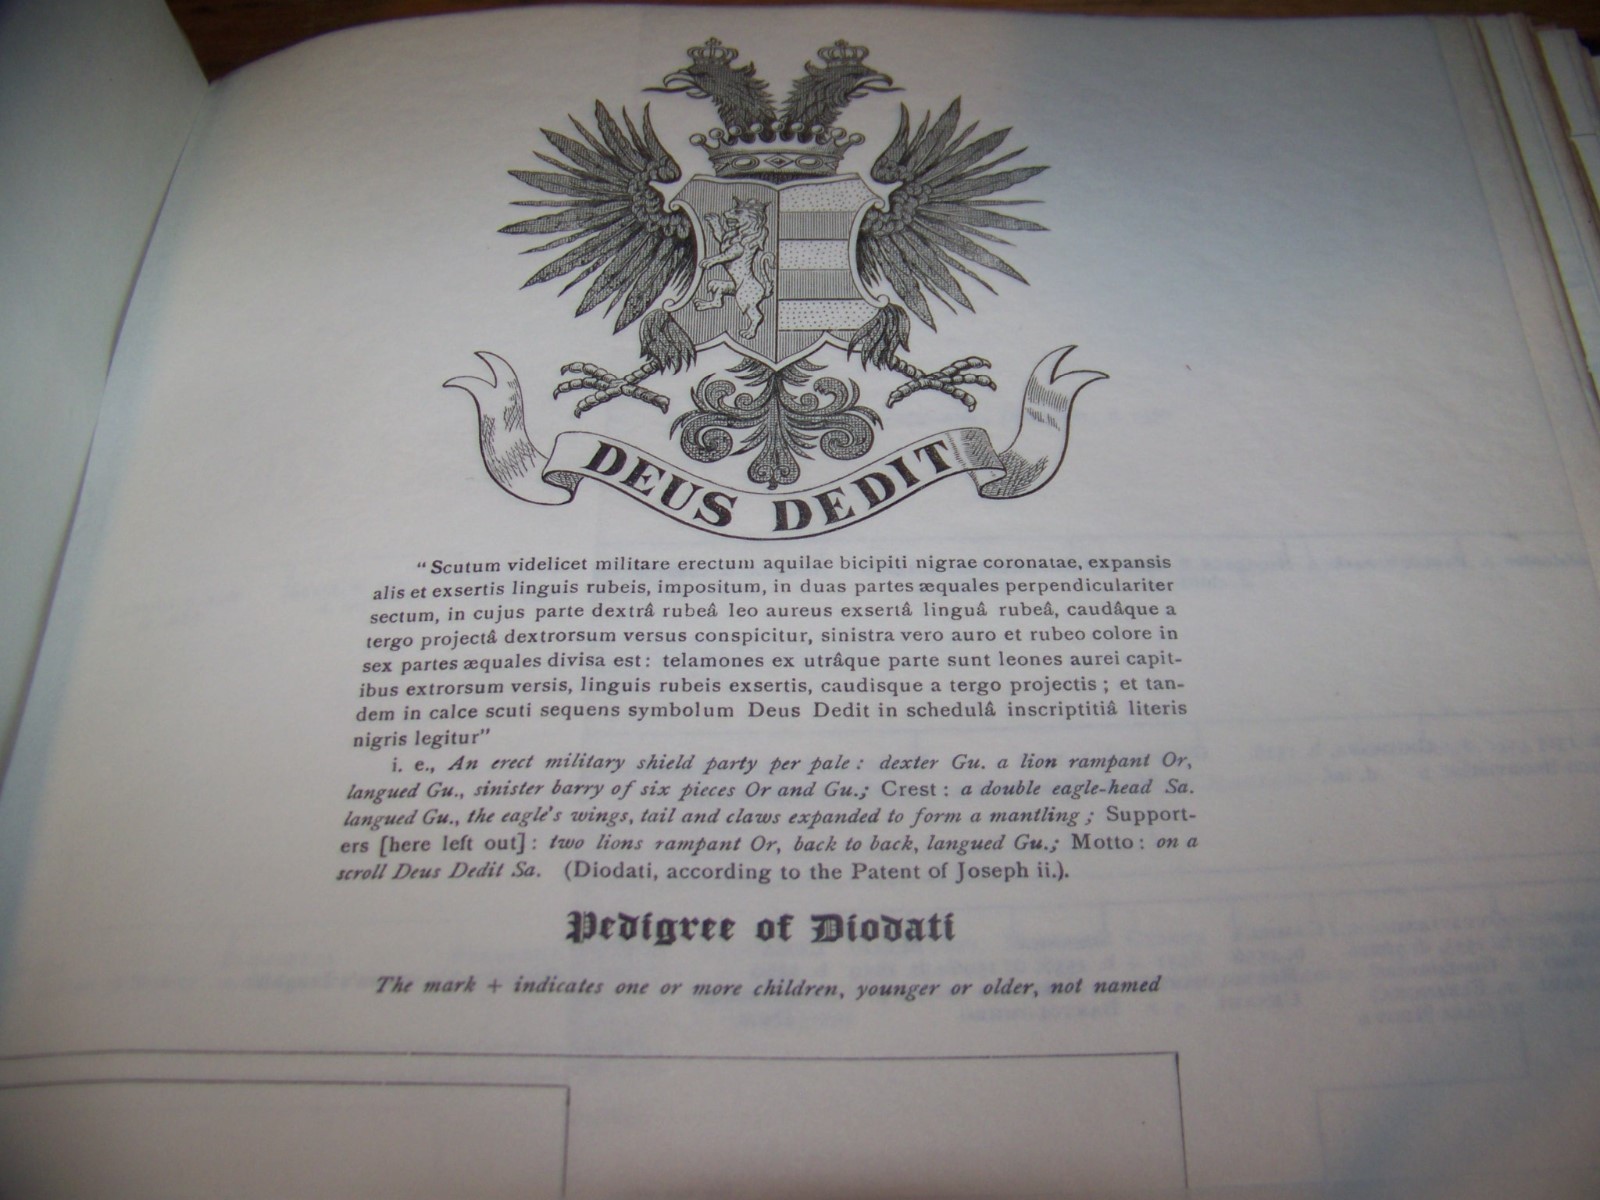 DEUS DEDIT
"Scutum videlicet militare erectum aquilae bicipiti nigrae coronatae, expansis
alis et exsertis linguis rubeis, impositum, in duas partes æquales perpendiculariter
sectum, in cujus parte dextrâ rubeâ leo aureus exsertâ linguâ rubeâ, caudâque a
tergo projectâ dextrorsum versus conspicitur, sinistra vero auro et rubeo colore in
sex partes æquales divisa est: telamones ex utrâque parte sunt leones aurei capit-
ibus extrorsum versis, linguis rubeis exsertis, caudisque a tergo projectis; et tan-
dem in calce scuti sequens symbolum Deus Dedit in schedulâ inscriptitiâ literis
nigris legitur"
i. e., An erect military shield party per pale: dexter Gu. a lion rampant Or,
langued Gu., sinister barry of six pieces Or and Gu.; Crest: a double eagle-head Sa.
langued Gu., the eagle's wings, tail and claws expanded to form a mantling; Support-
ers [here left out]: two lions rampant Or, back to back, langued Gu.; Motto: on a
scroll Deus Dedit Sa. (Diodati, according to the Patent of Joseph ii.).
Pedigree of Diodati
The mark + indicates one or more children, younger or older, not named